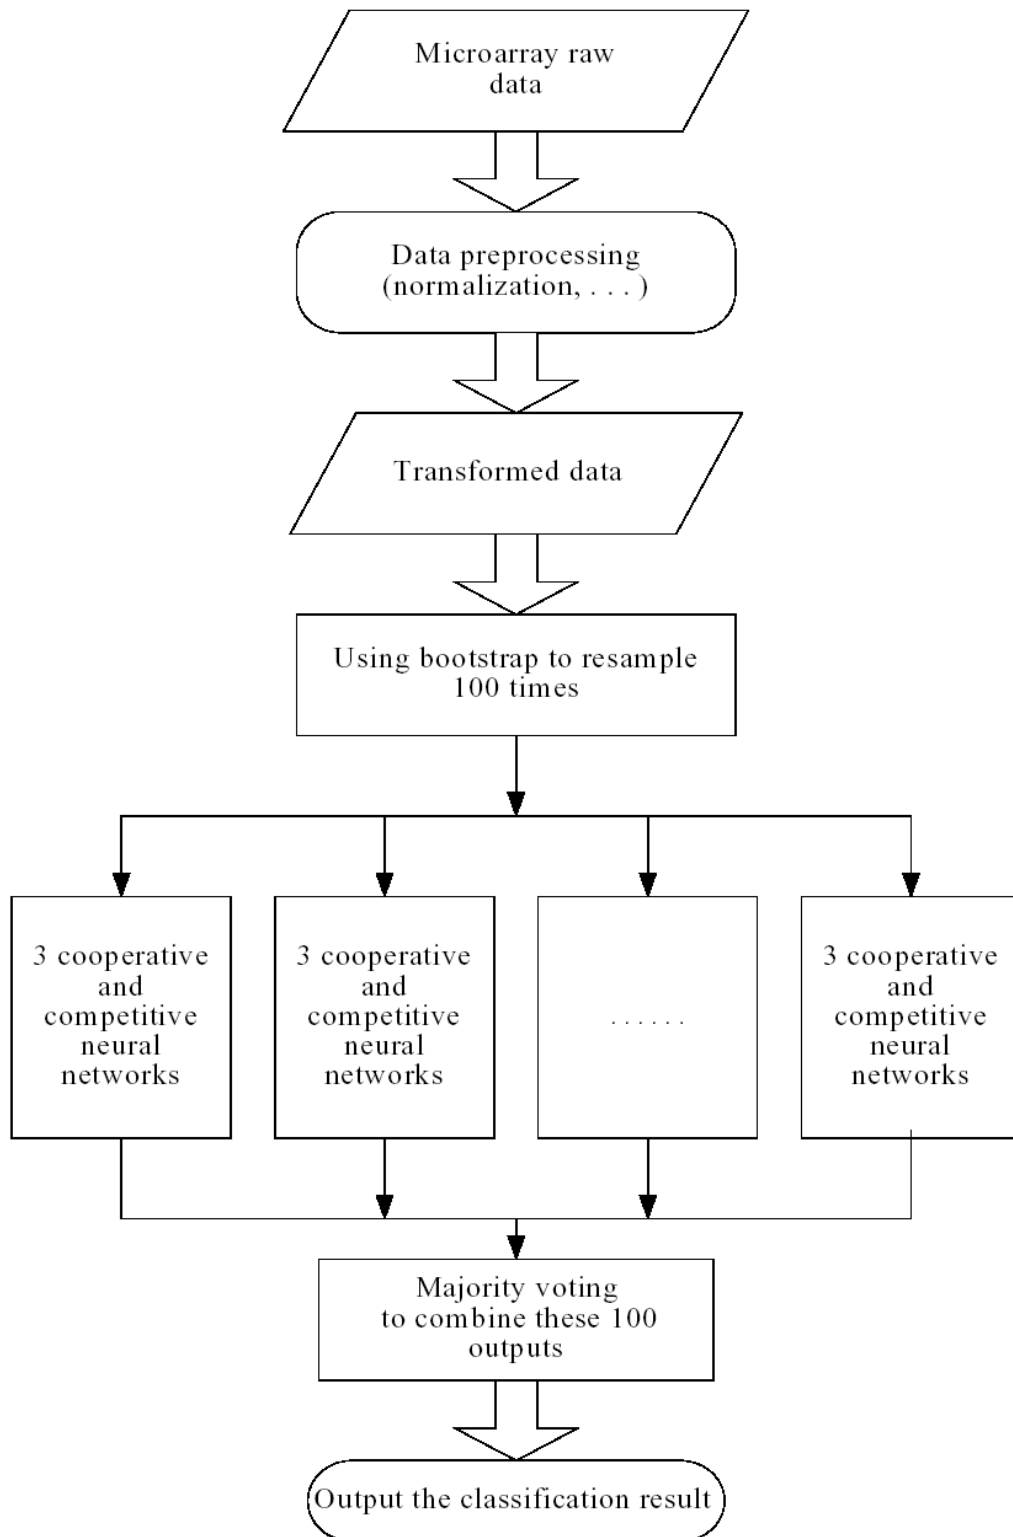 Microarray raw
data
Data preprocessing
(normalization, . . . )
Transformed data
Using bootstrap to resample
100 times
3 cooperative
and
competitive
neural
networks
3 cooperative
and
competitive
neural
networks
. . . . . .
3 cooperative
and
competitive
neural
networks
Majority voting
to combine these 100
outputs
Output the classification result